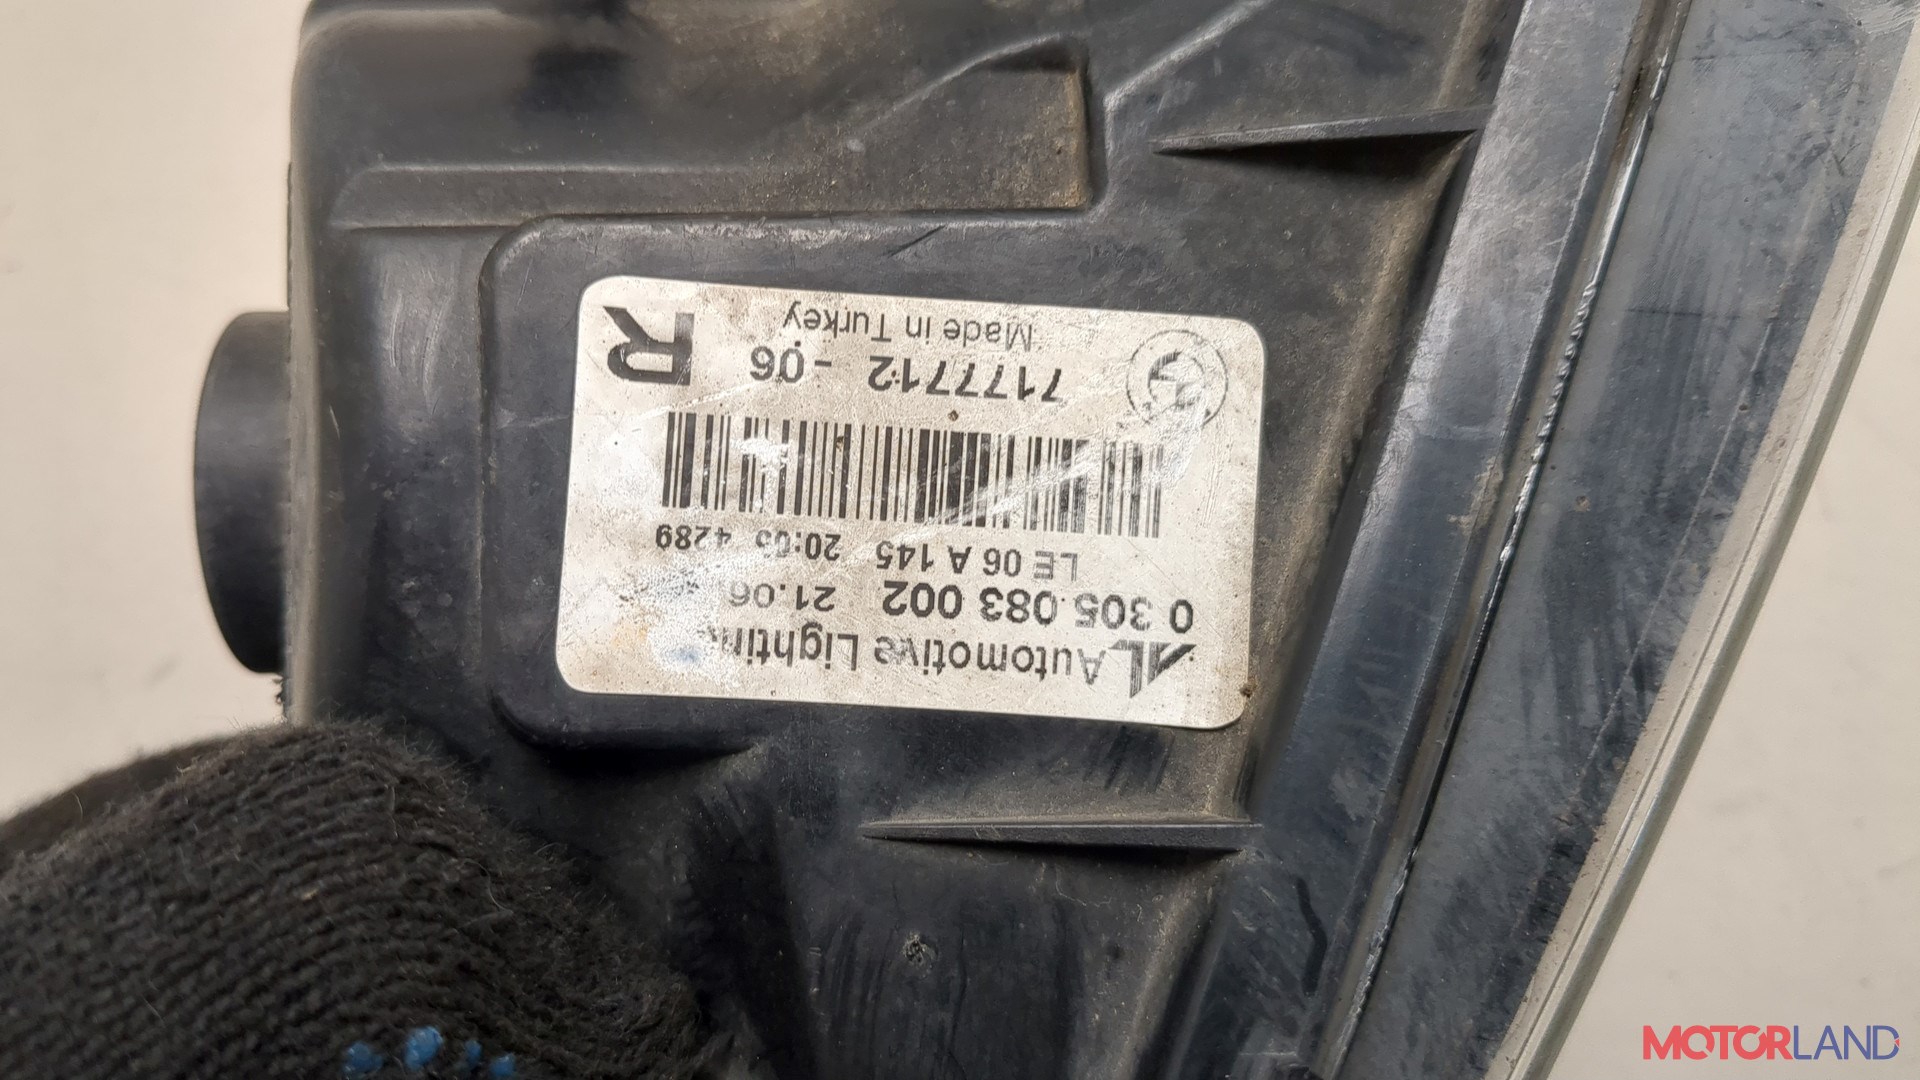 AL Automotive Lighting
0 305 083 002 21.06
LE 06 A 145 20:05 4289
7177712 - 06 R
Made in Turkey
MOTORLAND